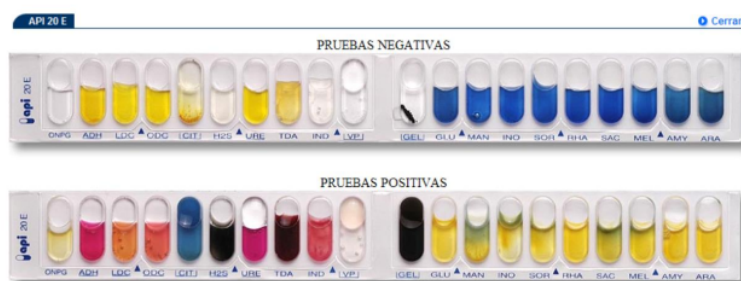 API 20 E
Cerrar
PRUEBAS NEGATIVAS
api 20 E
ONPG ADH LDC ODC CIT H2S URE TDA IND VP GEL GLU MAN INO SOR RHA SAC MEL AMY ARA
PRUEBAS POSITIVAS
api 20 E
ONPG ADH LDC ODC CIT H2S URE TDA IND VP GEL GLU MAN INO SOR RHA SAC MEL AMY ARA